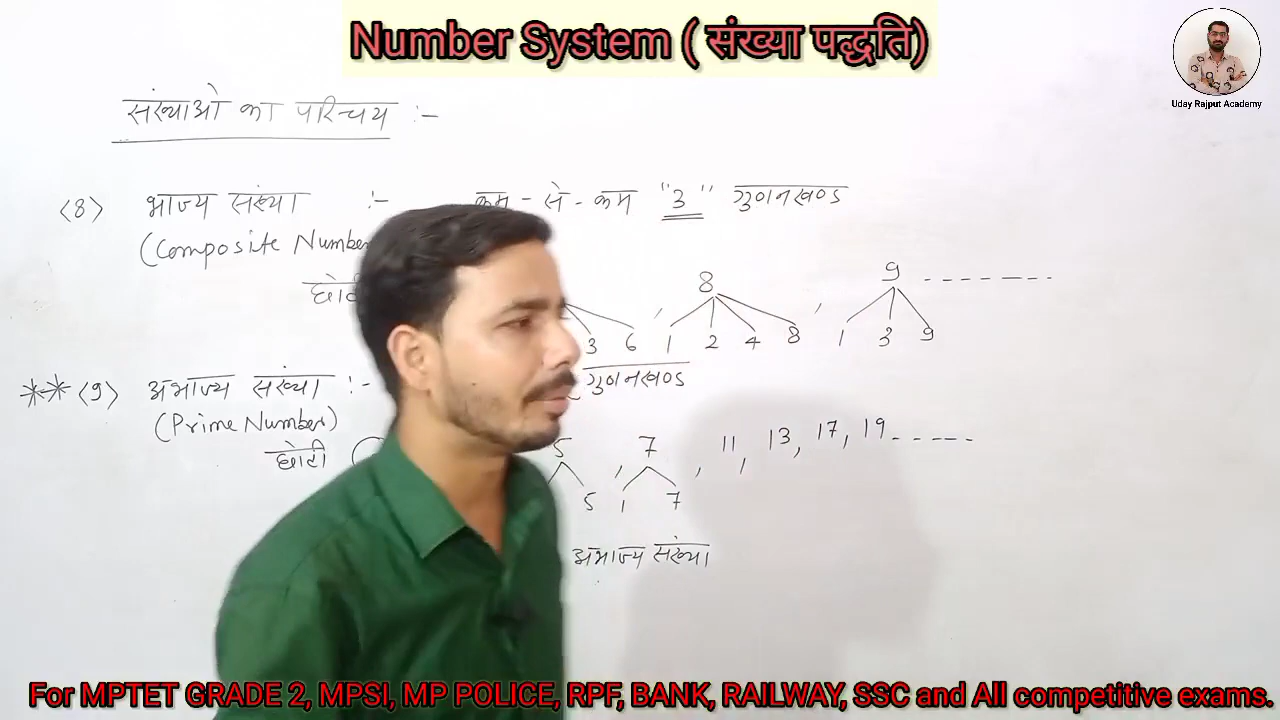 Number System ( संख्या पद्धति)
Uday Rajput Academy
संख्याओ का परिचय :-
<8> भाज्य संख्या :- कम - से - कम "3" गुणनखण्ड
(Composite Number
छोटी
8 , 9 - - - - - - -
3 6 , 1 2 4 8 , 1 3 9
** <9> अभाज्य संख्या :- गुणनखण्ड
(Prime Number)
छोटी 5 , 7 , 11 , 13, 17, 19 - - - - -
5 1 7
अभाज्य संख्या
For MPTET GRADE 2, MPSI, MP POLICE, RPF, BANK, RAILWAY, SSC and All competitive exams.